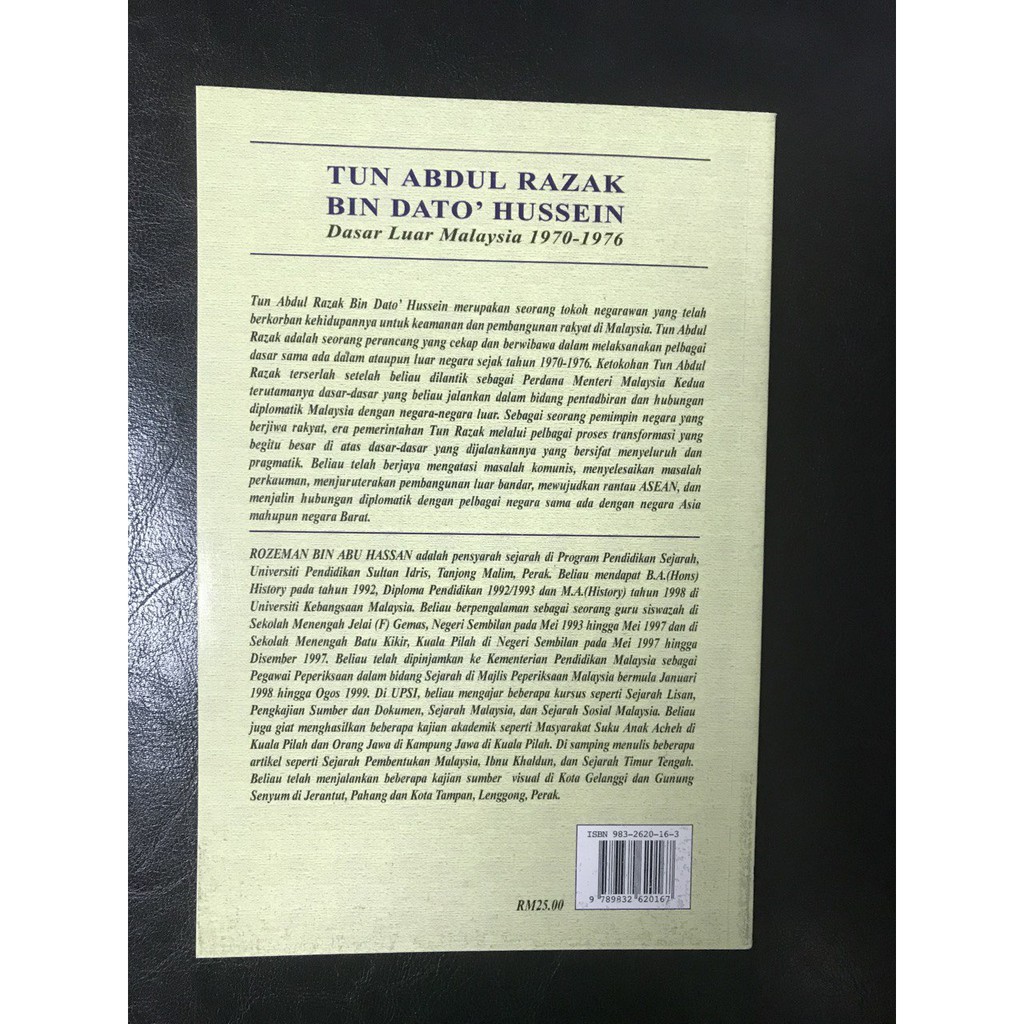 TUN ABDUL RAZAK
BIN DATO' HUSSEIN
Dasar Luar Malaysia 1970-1976
Tun Abdul Razak Bin Dato' Hussein merupakan seorang tokoh negarawan yang telah
berkorban kehidupannya untuk keamanan dan pembangunan rakyat di Malaysia. Tun Abdul
Razak adalah seorang perancang yang cekap dan berwibawa dalam melaksanakan pelbagai
dasar sama ada dalam ataupun luar negara sejak tahun 1970-1976. Ketokohan Tun Abdul
Razak terserlah setelah beliau dilantik sebagai Perdana Menteri Malaysia Kedua
terutamanya dasar-dasar yang beliau jalankan dalam bidang pentadbiran dan hubungan
diplomatik Malaysia dengan negara-negara luar. Sebagai seorang pemimpin negara yang
berjiwa rakyat, era pemerintahan Tun Razak melalui pelbagai proses transformasi yang
begitu besar di atas dasar-dasar yang dijalankannya yang bersifat menyeluruh dan
pragmatik. Beliau telah berjaya mengatasi masalah komunis, menyelesaikan masalah
perkauman, menjuruterakan pembangunan luar bandar, mewujudkan rantau ASEAN, dan
menjalin hubungan diplomatik dengan pelbagai negara sama ada dengan negara Asia
mahupun negara Barat.
ROZEMAN BIN ABU HASSAN adalah pensyarah sejarah di Program Pendidikan Sejarah,
Universiti Pendidikan Sultan Idris, Tanjong Malim, Perak. Beliau mendapat B.A.(Hons)
History pada tahun 1992, Diploma Pendidikan 1992/1993 dan M.A.(History) tahun 1998 di
Universiti Kebangsaan Malaysia. Beliau berpengalaman sebagai seorang guru siswazah di
Sekolah Menengah Jelai (F) Gemas, Negeri Sembilan pada Mei 1993 hingga Mei 1997 dan di
Sekolah Menengah Batu Kikir, Kuala Pilah di Negeri Sembilan pada Mei 1997 hingga
Disember 1997. Beliau telah dipinjamkan ke Kementerian Pendidikan Malaysia sebagai
Pegawai Peperiksaan dalam bidang Sejarah di Majlis Peperiksaan Malaysia bermula Januari
1998 hingga Ogos 1999. Di UPSI, beliau mengajar beberapa kursus seperti Sejarah Lisan,
Pengkajian Sumber dan Dokumen, Sejarah Malaysia, dan Sejarah Sosial Malaysia. Beliau
juga giat menghasilkan beberapa kajian akademik seperti Masyarakat Suku Anak Acheh di
Kuala Pilah dan Orang Jawa di Kampung Jawa di Kuala Pilah. Di samping menulis beberapa
artikel seperti Sejarah Pembentukan Malaysia, Ibnu Khaldun, dan Sejarah Timur Tengah.
Beliau telah menjalankan beberapa kajian sumber visual di Kota Gelanggi dan Gunung
Senyum di Jerantut, Pahang dan Kota Tampan, Lenggong, Perak.
ISBN 983-2620-16-3
9 789832 620167
RM25.00